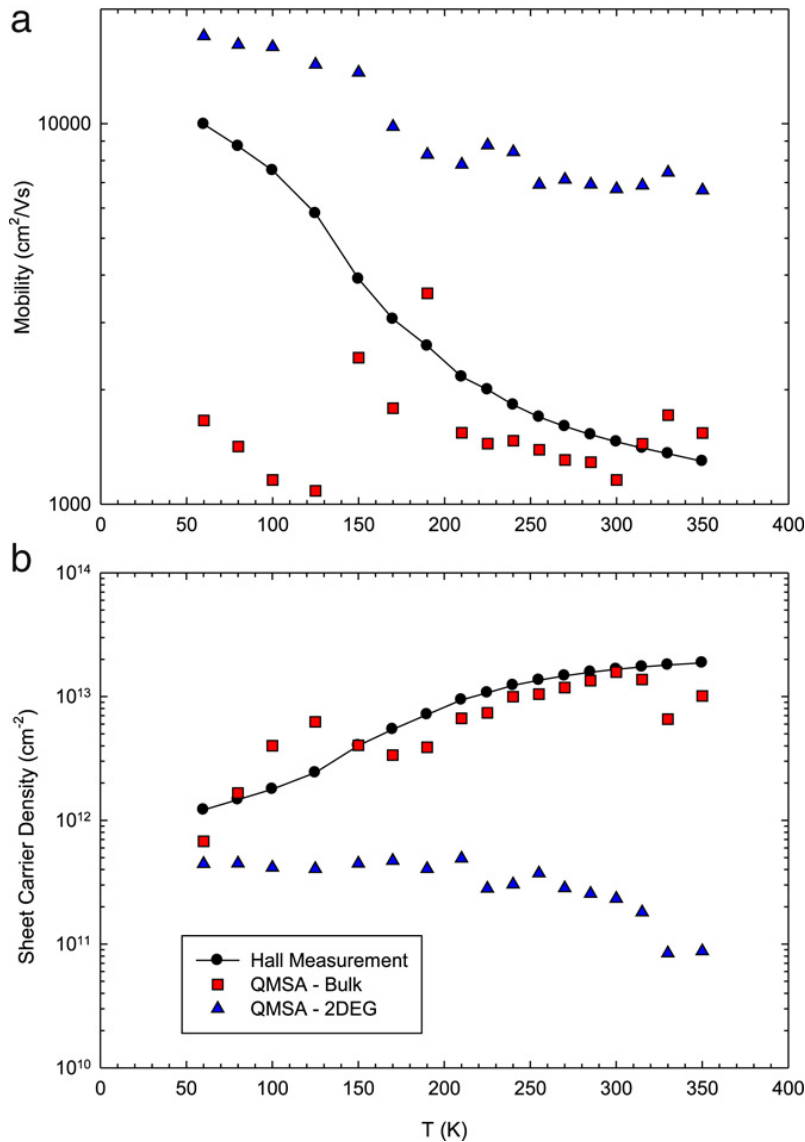 a
10000
1000
Mobility (cm²/Vs)
0 50 100 150 200 250 300 350 400
b
10¹⁴
10¹³
10¹²
10¹¹
10¹⁰
Sheet Carrier Density (cm⁻²)
Hall Measurement
QMSA - Bulk
QMSA - 2DEG
0 50 100 150 200 250 300 350 400
T (K)